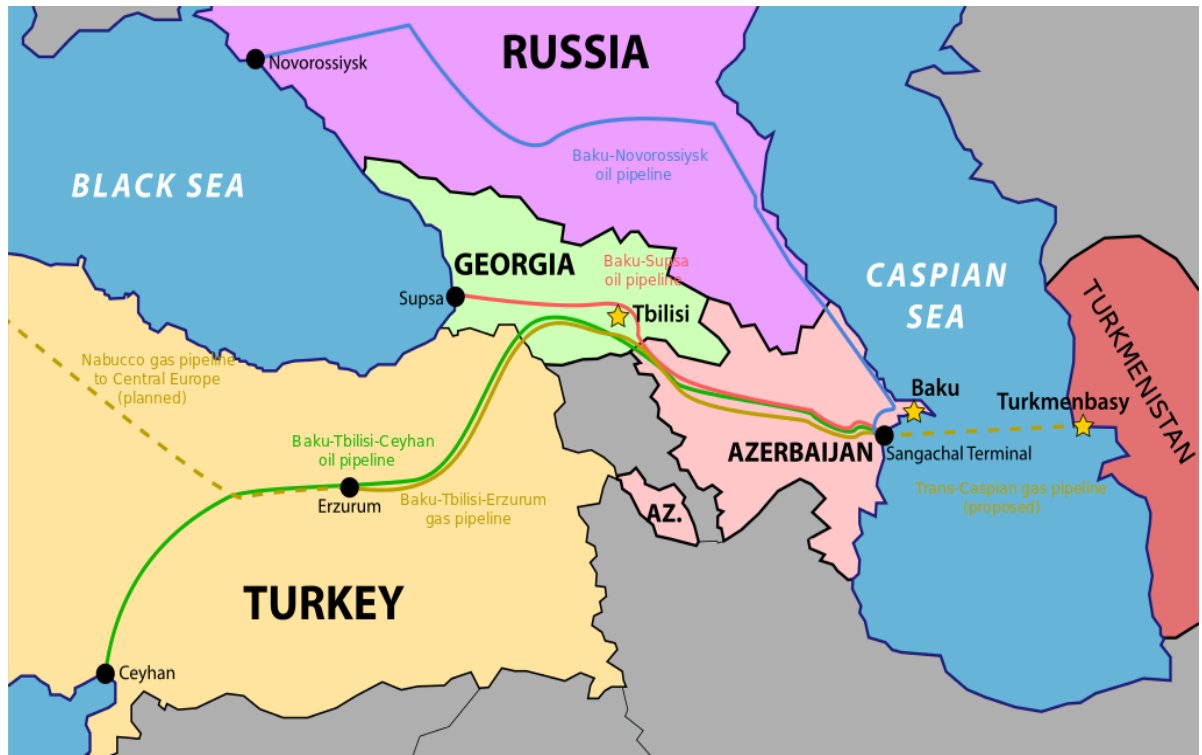 RUSSIA
Novorossiysk
Baku-Novorossiysk
oil pipeline
BLACK SEA
GEORGIA
Baku-Supsa
oil pipeline
CASPIAN
SEA
Supsa
Tbilisi
TURKMENISTAN
Nabucco gas pipeline
to Central Europe
(planned)
Baku
Turkmenbasy
Baku-Tbilisi-Ceyhan
oil pipeline
AZERBAIJAN
Sangachal Terminal
Erzurum
Baku-Tbilisi-Erzurum
gas pipeline
Trans-Caspian gas pipeline
(proposed)
AZ.
TURKEY
Ceyhan